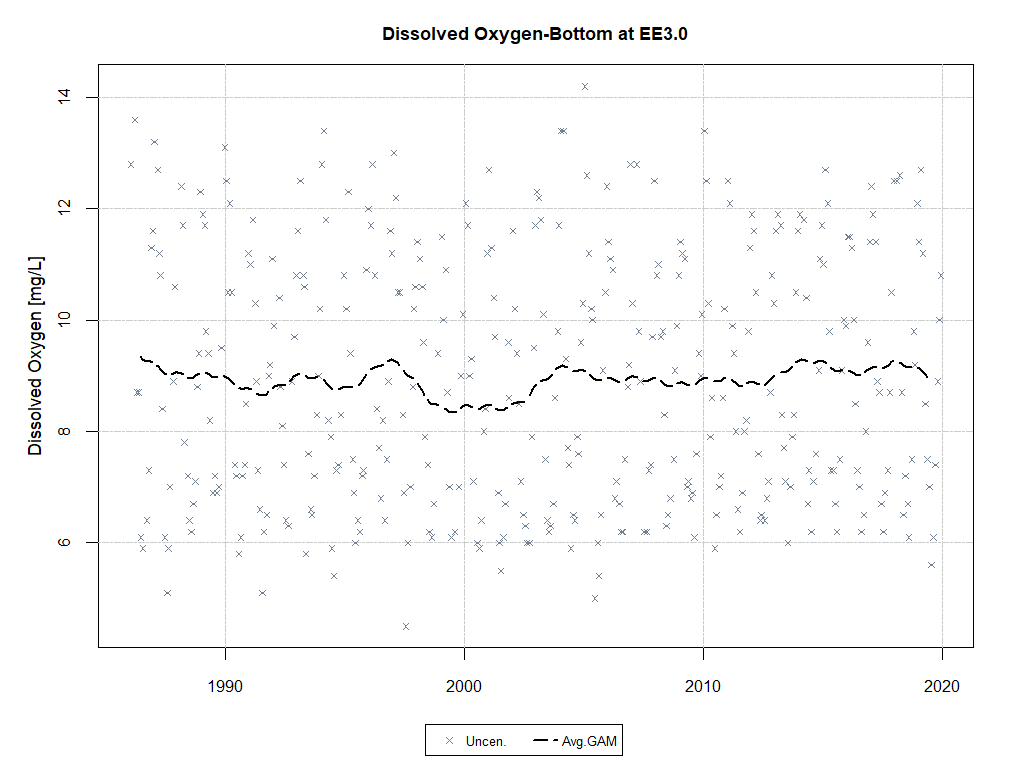 Dissolved Oxygen-Bottom at EE3.0
Dissolved Oxygen [mg/L]
14
12
10
8
6
1990 2000 2010 2020
Uncen. Avg.GAM